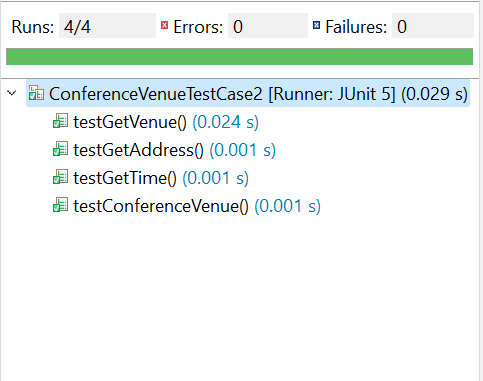 Runs: 4/4 Errors: 0 Failures: 0
ConferenceVenueTestCase2 [Runner: JUnit 5] (0.029 s)
testGetVenue() (0.024 s)
testGetAddress() (0.001 s)
testGetTime() (0.001 s)
testConferenceVenue() (0.001 s)